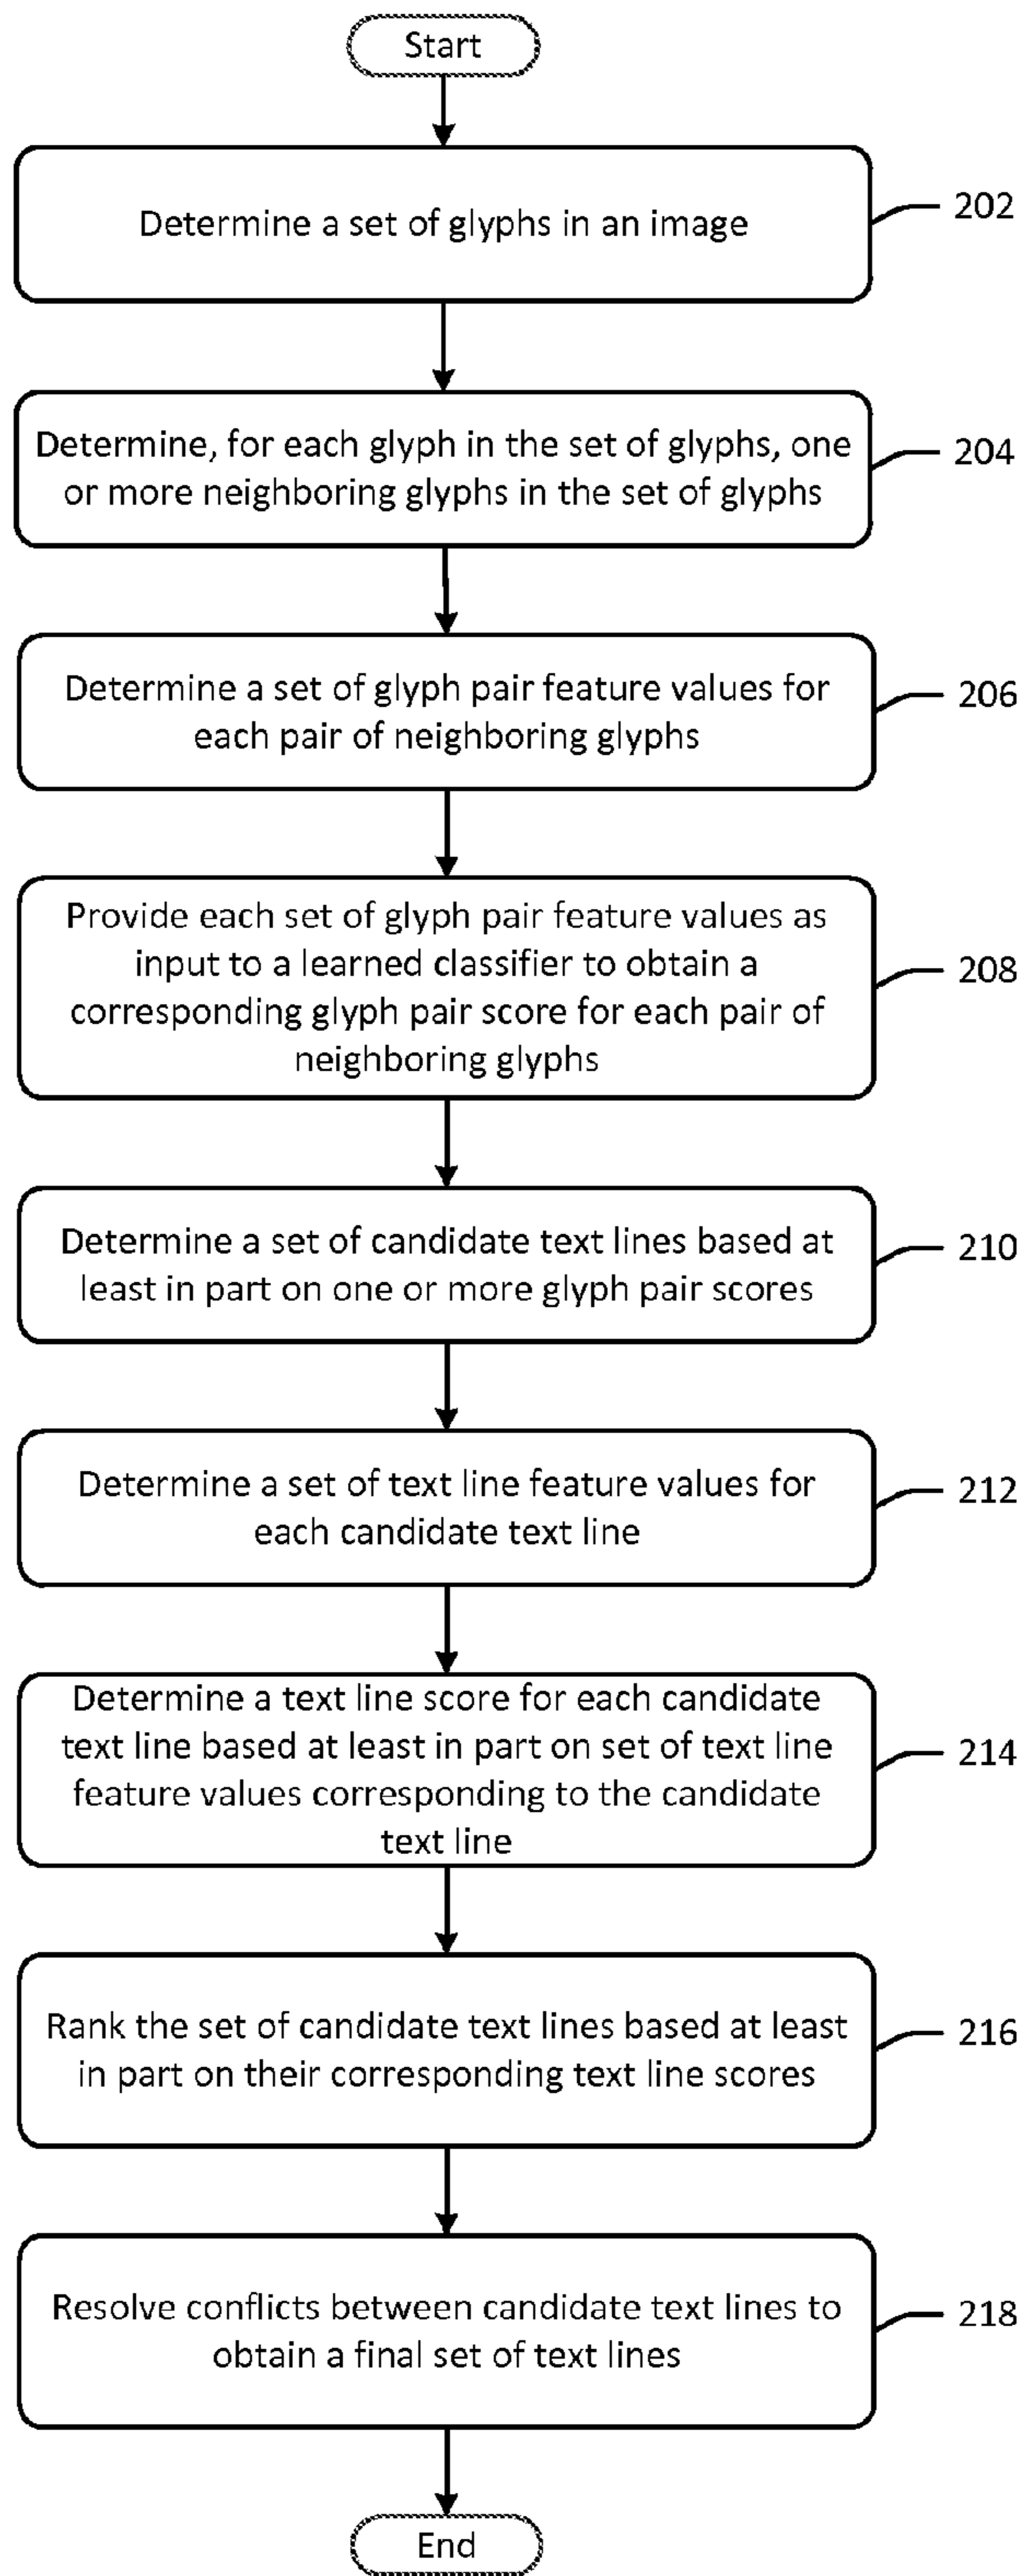 Start
Determine a set of glyphs in an image
202
Determine, for each glyph in the set of glyphs, one
or more neighboring glyphs in the set of glyphs
204
Determine a set of glyph pair feature values for
each pair of neighboring glyphs
206
Provide each set of glyph pair feature values as
input to a learned classifier to obtain a
corresponding glyph pair score for each pair of
neighboring glyphs
208
Determine a set of candidate text lines based at
least in part on one or more glyph pair scores
210
Determine a set of text line feature values for
each candidate text line
212
Determine a text line score for each candidate
text line based at least in part on set of text line
feature values corresponding to the candidate
text line
214
Rank the set of candidate text lines based at least
in part on their corresponding text line scores
216
Resolve conflicts between candidate text lines to
obtain a final set of text lines
218
End